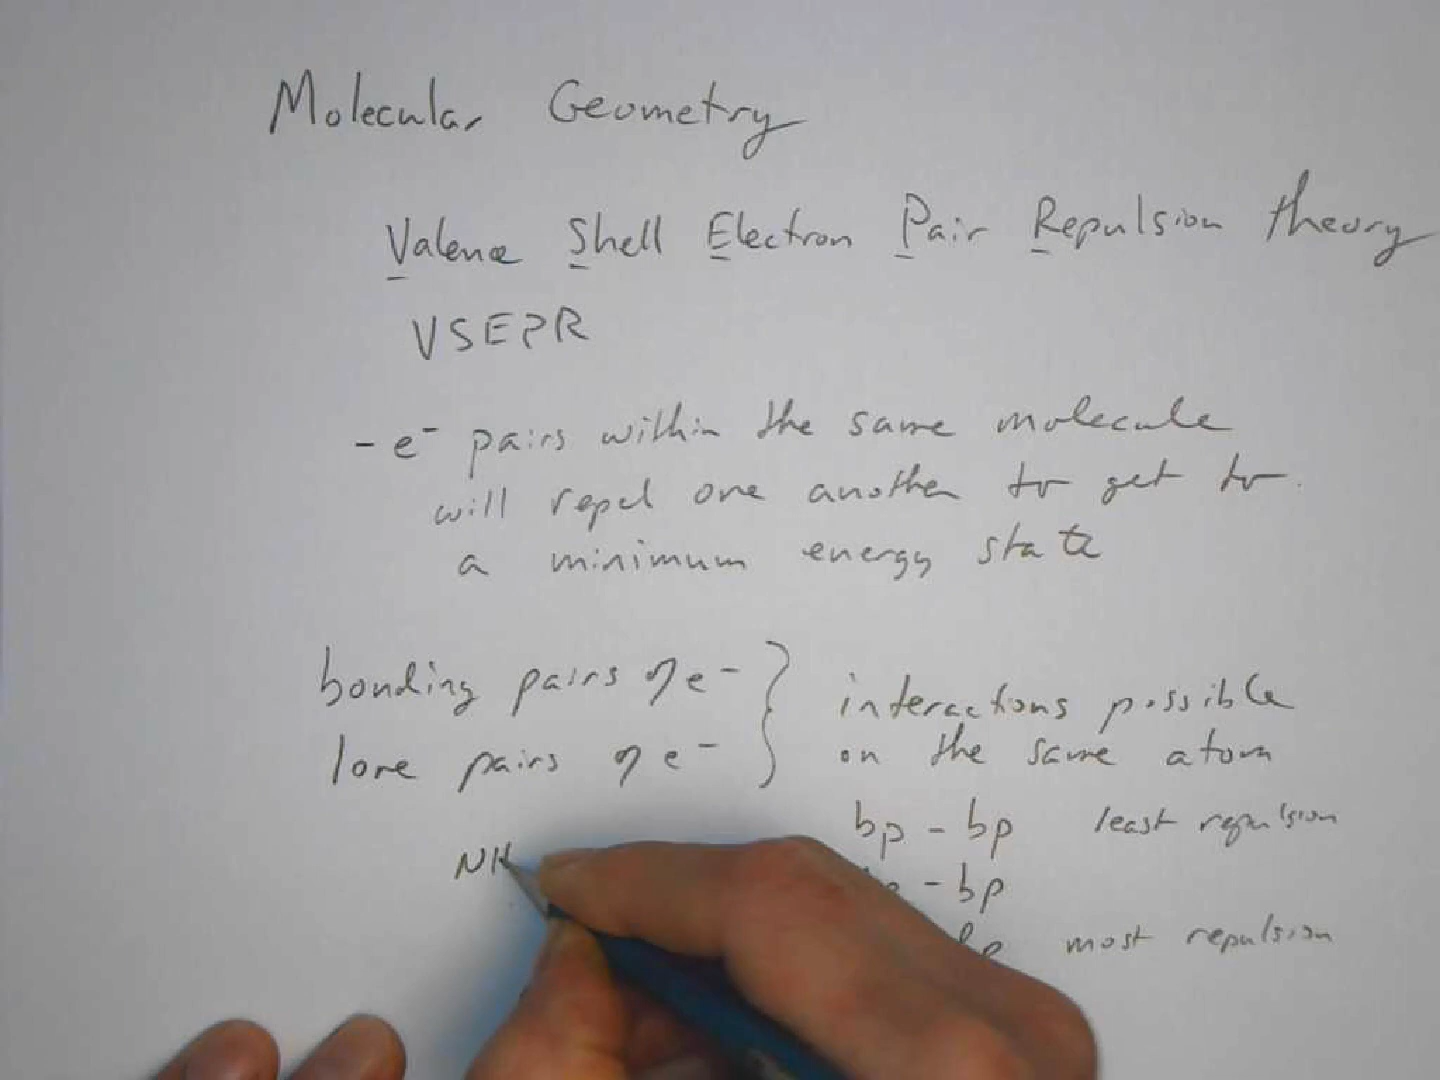 Molecular Geometry
Valence Shell Electron Pair Repulsion theory
VSEPR
- e⁻ pairs within the same molecule
will repel one another to get to
a minimum energy state
bonding pairs of e⁻ } interactions possible
lone pairs of e⁻ on the same atom
bp - bp least repulsion
- bp
most repulsion
NH